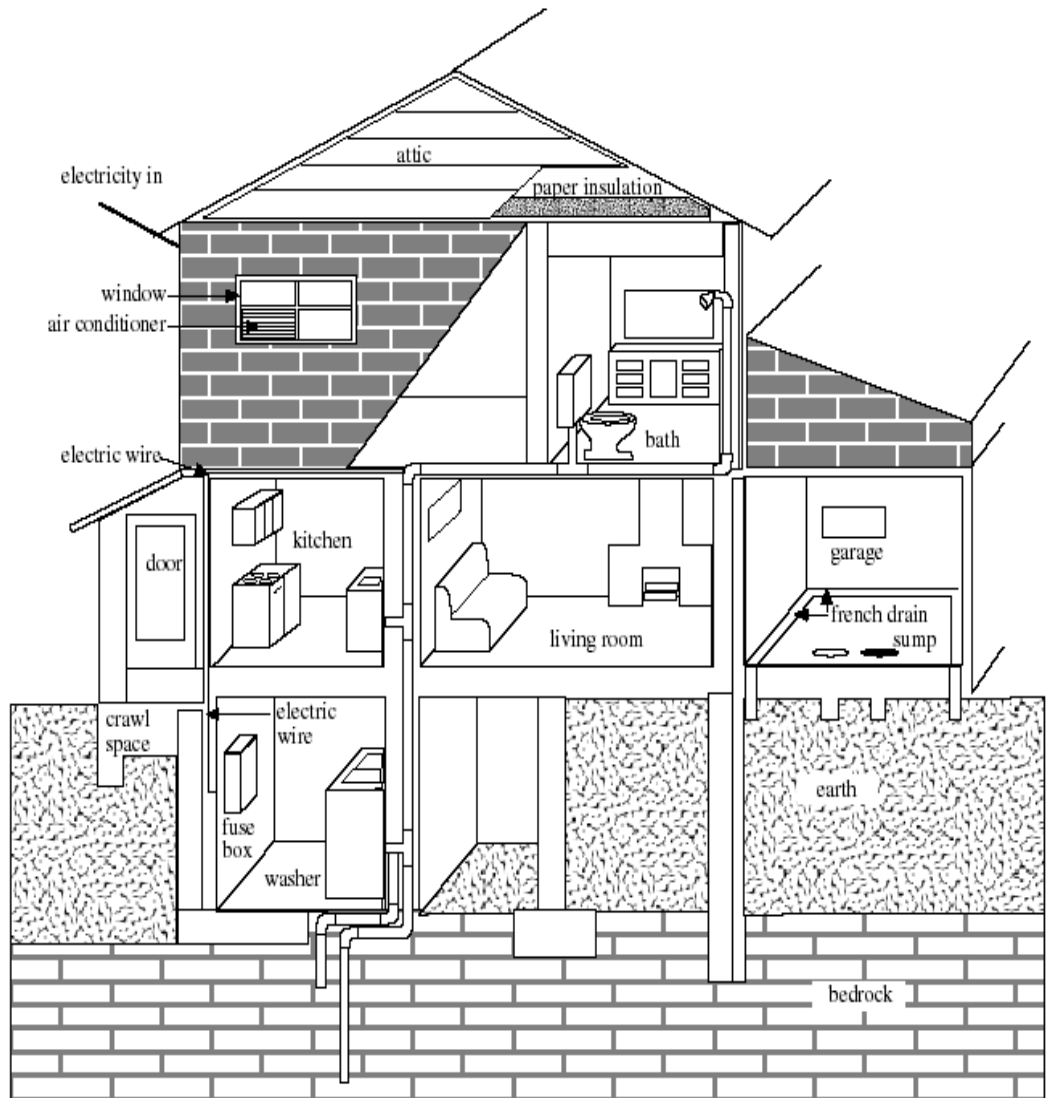 attic
electricity in
paper insulation
window
air conditioner
bath
electric wire
kitchen
door
garage
french drain
living room
sump
crawl
space
electric
wire
earth
fuse
box
washer
bedrock